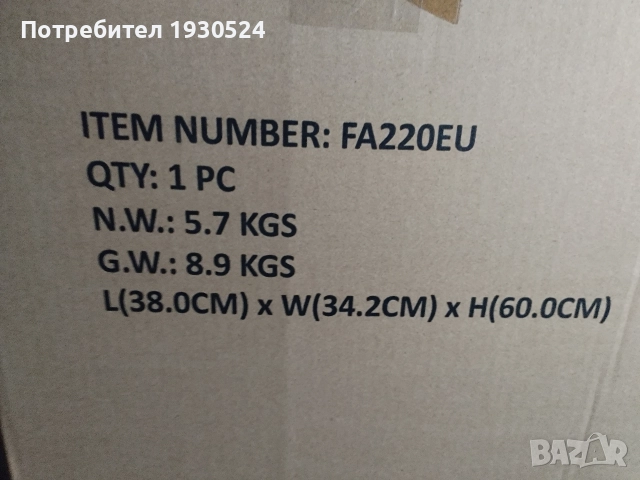 Потребител 1930524
ITEM NUMBER: FA220EU
QTY: 1 PC
N.W.: 5.7 KGS
G.W.: 8.9 KGS
L(38.0CM) x W(34.2CM) x H(60.0CM)
BAZAR